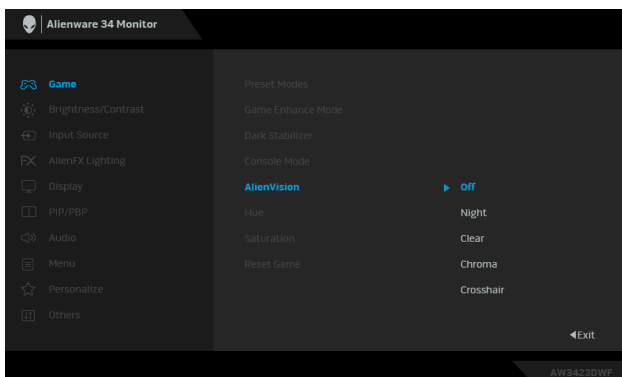 Alienware 34 Monitor
Game
Brightness/Contrast
Input Source
FX AlienFX Lighting
Display
PIP/PBP
Audio
Menu
Personalize
Others
Preset Modes
Game Enhance Mode
Dark Stabilizer
Console Mode
AlienVision
Hue
Saturation
Reset Game
Off
Night
Clear
Chroma
Crosshair
Exit
AW3423DWF